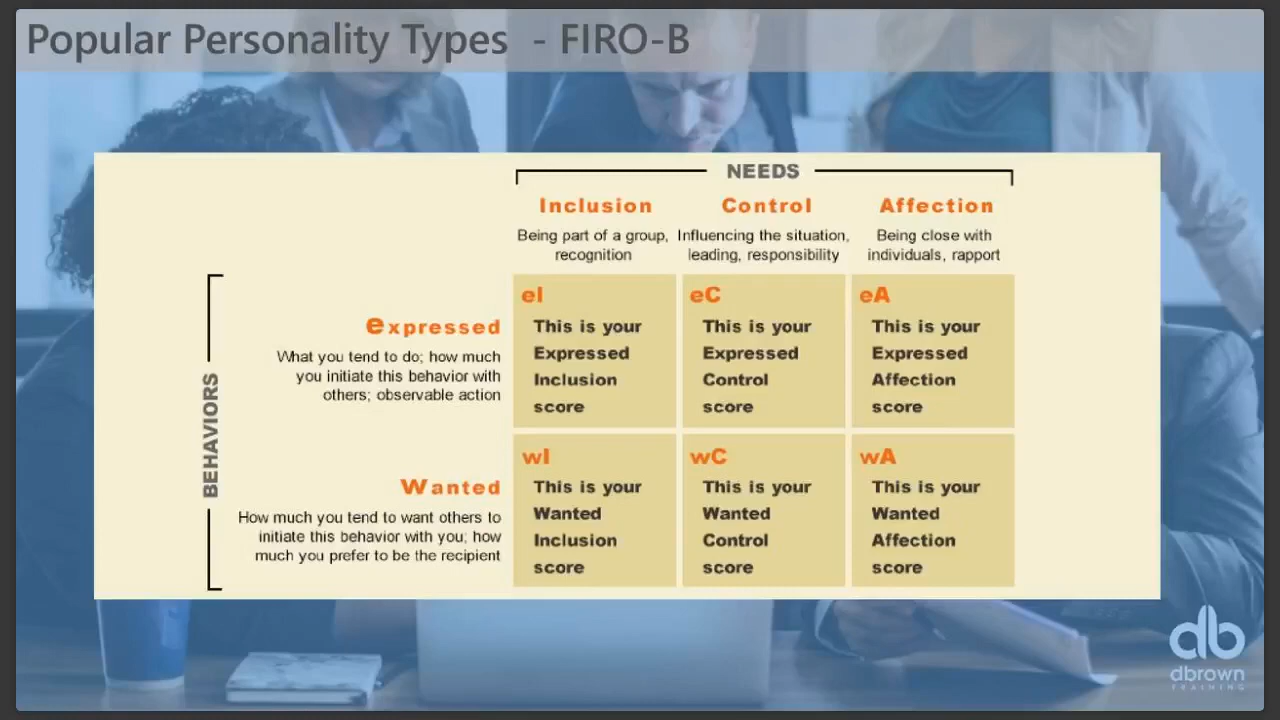 Popular Personality Types - FIRO-B
NEEDS
Inclusion Control Affection
Being part of a group, Influencing the situation, Being close with
recognition leading, responsibility individuals, rapport
BEHAVIORS
expressed
What you tend to do; how much
you initiate this behavior with
others; observable action
eI
This is your
Expressed
Inclusion
score
eC
This is your
Expressed
Control
score
eA
This is your
Expressed
Affection
score
Wanted
How much you tend to want others to
initiate this behavior with you; how
much you prefer to be the recipient
wI
This is your
Wanted
Inclusion
score
wC
This is your
Wanted
Control
score
wA
This is your
Wanted
Affection
score
db
dbrown
TRAINING